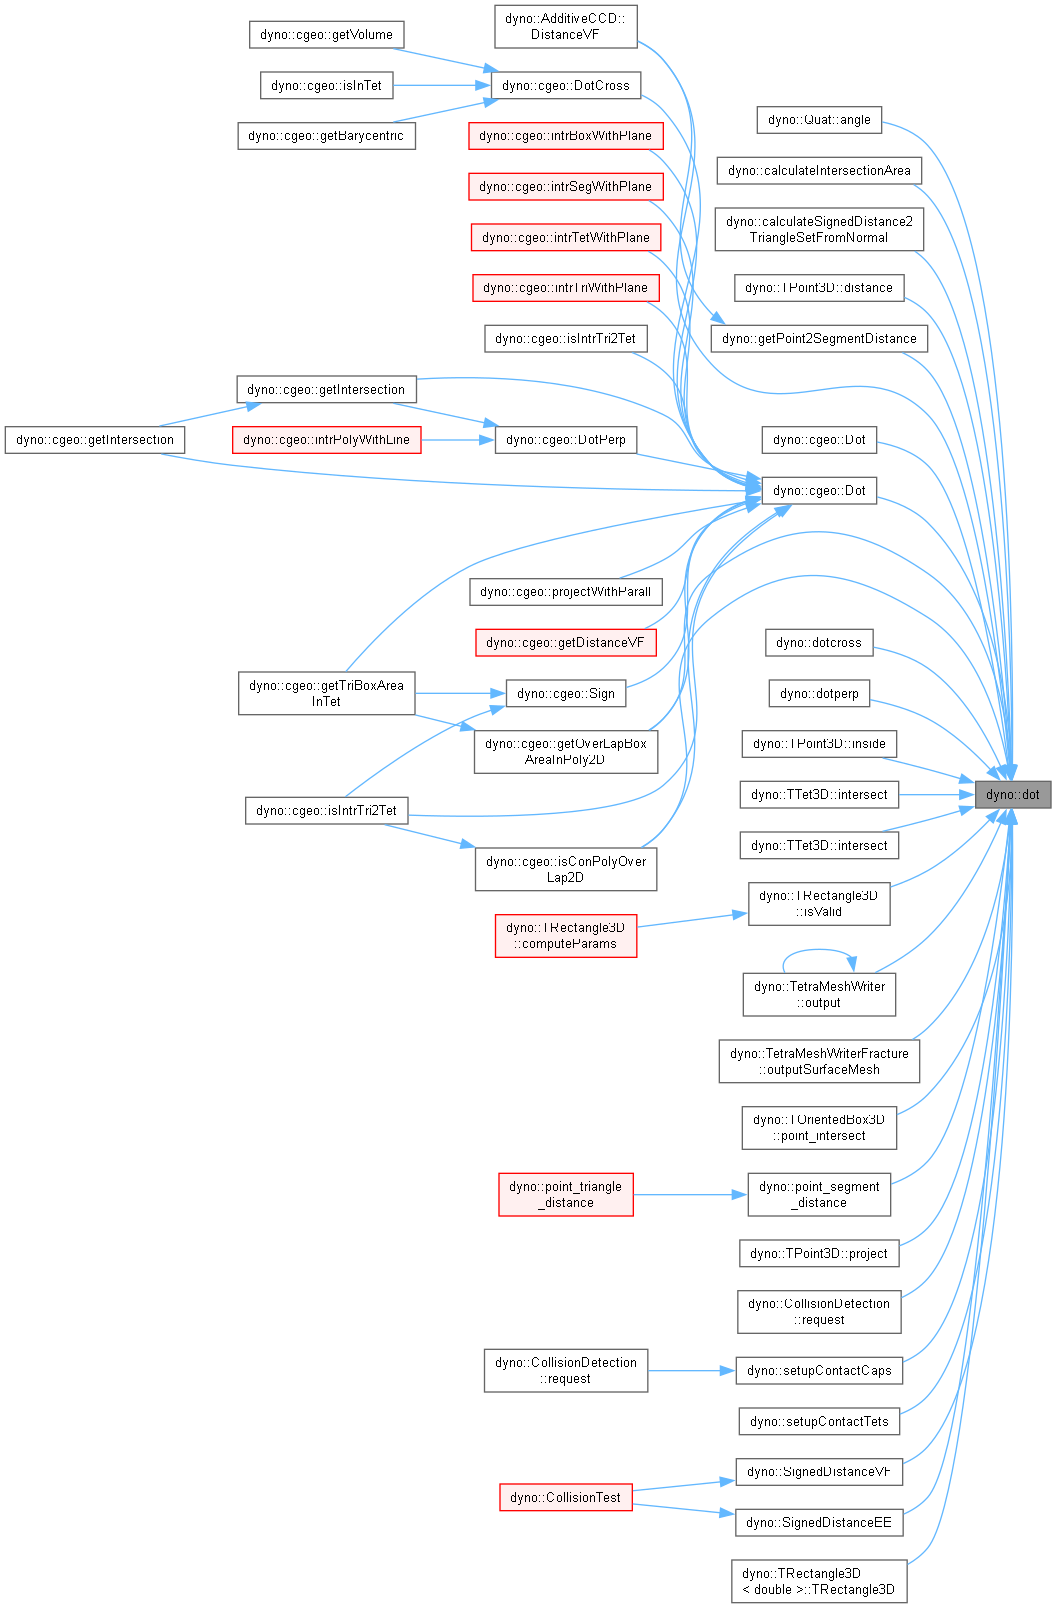 dyno::AdditiveCCD::
DistanceVF
dyno::cgeo::getVolume
dyno::cgeo::isInTet
dyno::cgeo::DotCross
dyno::cgeo::getBarycentric
dyno::cgeo::intrBoxWithPlane
dyno::cgeo::intrSegWithPlane
dyno::cgeo::intrTetWithPlane
dyno::cgeo::intrTriWithPlane
dyno::cgeo::isIntrTri2Tet
dyno::cgeo::getIntersection
dyno::cgeo::getIntersection
dyno::cgeo::intrPolyWithLine
dyno::cgeo::DotPerp
dyno::Quat::angle
dyno::calculateIntersectionArea
dyno::calculateSignedDistance2
TriangleSetFromNormal
dyno::TPoint3D::distance
dyno::getPoint2SegmentDistance
dyno::cgeo::Dot
dyno::cgeo::Dot
dyno::cgeo::projectWithParall
dyno::cgeo::getDistanceVF
dyno::cgeo::getTriBoxArea
InTet
dyno::cgeo::Sign
dyno::cgeo::getOverLapBox
AreaInPoly2D
dyno::cgeo::isIntrTri2Tet
dyno::cgeo::isConPolyOver
Lap2D
dyno::dotcross
dyno::dotperp
dyno::TPoint3D::inside
dyno::TTet3D::intersect
dyno::dot
dyno::TTet3D::intersect
dyno::TRectangle3D
::isValid
dyno::TRectangle3D
::computeParams
dyno::TetraMeshWriter
::output
dyno::TetraMeshWriterFracture
::outputSurfaceMesh
dyno::TOrientedBox3D
::point_intersect
dyno::point_triangle
_distance
dyno::point_segment
_distance
dyno::TPoint3D::project
dyno::CollisionDetection
::request
dyno::CollisionDetection
::request
dyno::setupContactCaps
dyno::setupContactTets
dyno::SignedDistanceVF
dyno::CollisionTest
dyno::SignedDistanceEE
dyno::TRectangle3D
< double >::TRectangle3D